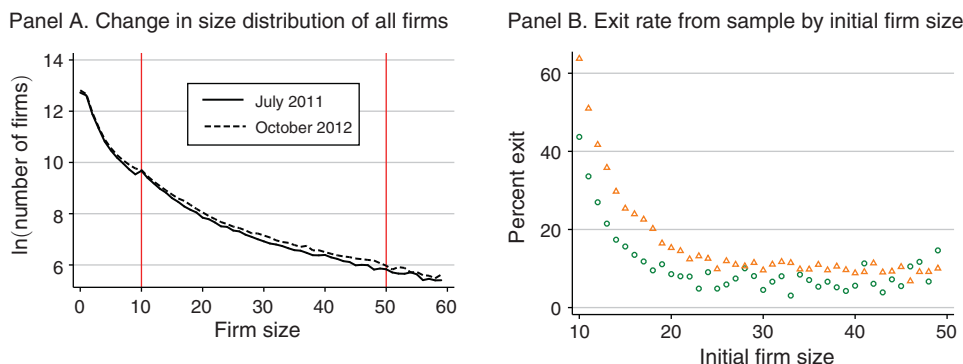 Panel A. Change in size distribution of all firms
14
12
10
8
6
ln(number of firms)
July 2011
October 2012
0 10 20 30 40 50 60
Firm size
Panel B. Exit rate from sample by initial firm size
60
40
20
0
Percent exit
10 20 30 40 50
Initial firm size